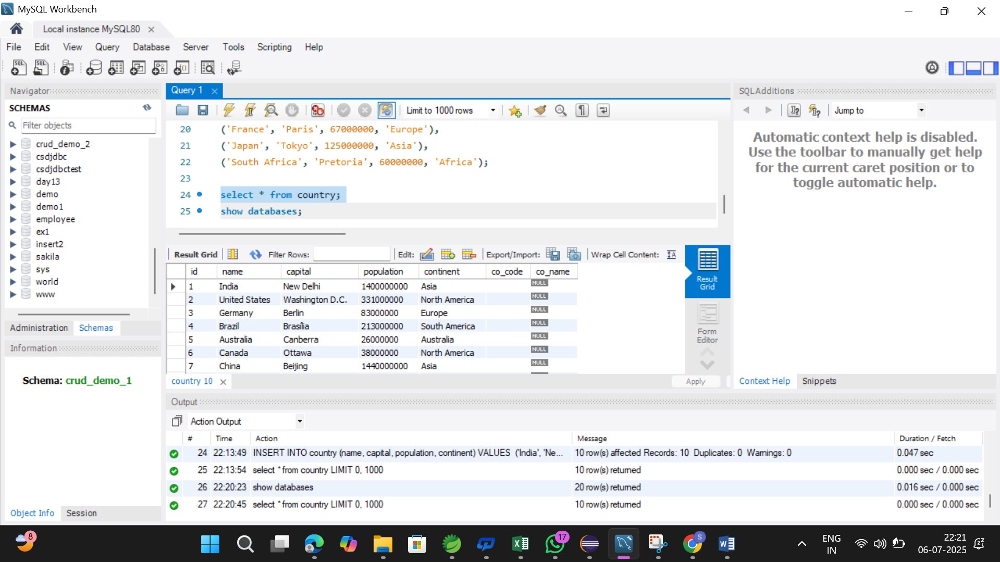 MySQL Workbench
Local instance MySQL80
File Edit View Query Database Server Tools Scripting Help
Navigator
SCHEMAS
Filter objects
crud_demo_2
csdjdbc
csdjdbctest
day13
demo
demo1
employee
ex1
insert2
sakila
sys
world
www
Administration Schemas
Information
Schema: crud_demo_1
Object Info Session
Query 1
Limit to 1000 rows
20 ('France', 'Paris', 67000000, 'Europe'),
21 ('Japan', 'Tokyo', 125000000, 'Asia'),
22 ('South Africa', 'Pretoria', 60000000, 'Africa');
23
24 select * from country;
25 show databases;
Result Grid Filter Rows: Edit: Export/Import: Wrap Cell Content: IA
id name capital population continent co_code co_name
1 India New Delhi 1400000000 Asia NULL
2 United States Washington D.C. 331000000 North America NULL
3 Germany Berlin 83000000 Europe NULL
4 Brazil Brasília 213000000 South America NULL
5 Australia Canberra 26000000 Australia NULL
6 Canada Ottawa 38000000 North America NULL
7 China Beijing 1440000000 Asia NULL
Result
Grid
Form
Editor
country 10
Apply
SQLAdditions
Jump to
Automatic context help is disabled.
Use the toolbar to manually get help
for the current caret position or to
toggle automatic help.
Context Help Snippets
Output
Action Output
# Time Action Message Duration / Fetch
24 22:13:49 INSERT INTO country (name, capital, population, continent) VALUES ('India', 'Ne... 10 row(s) affected Records: 10 Duplicates: 0 Warnings: 0 0.047 sec
25 22:13:54 select * from country LIMIT 0, 1000 10 row(s) returned 0.000 sec / 0.000 sec
26 22:20:23 show databases 20 row(s) returned 0.016 sec / 0.000 sec
27 22:20:45 select * from country LIMIT 0, 1000 10 row(s) returned 0.000 sec / 0.000 sec
8
17
S
ENG
IN
22:21
06-07-2025